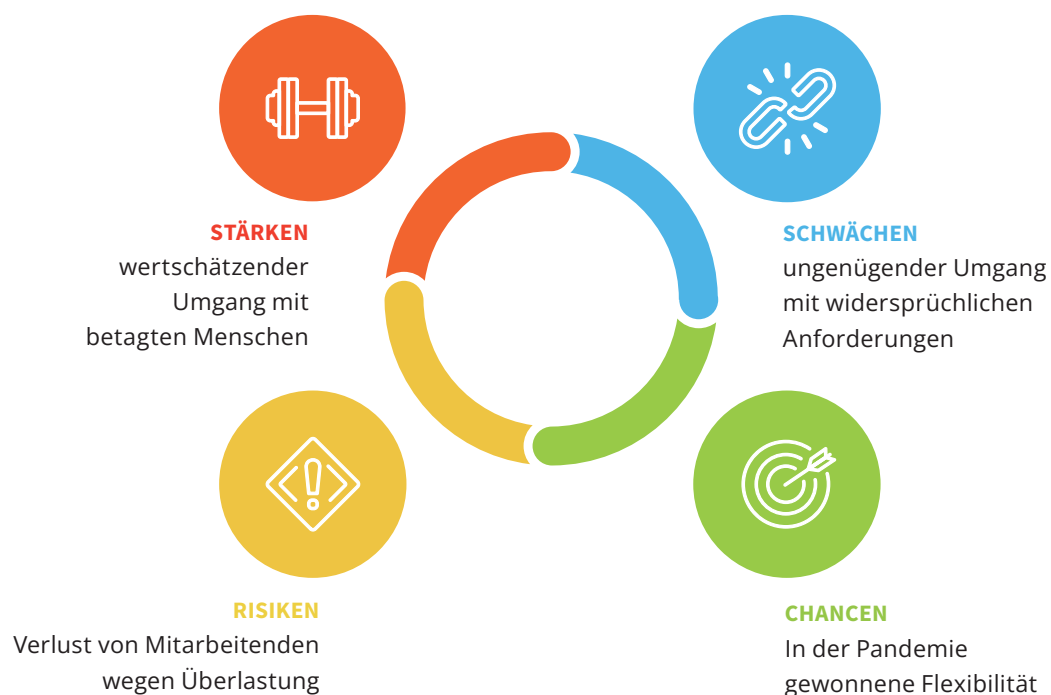 STÄRKEN
wertschätzender
Umgang mit
betagten Menschen
SCHWÄCHEN
ungenügender Umgang
mit widersprüchlichen
Anforderungen
RISIKEN
Verlust von Mitarbeitenden
wegen Überlastung
CHANCEN
In der Pandemie
gewonnene Flexibilität